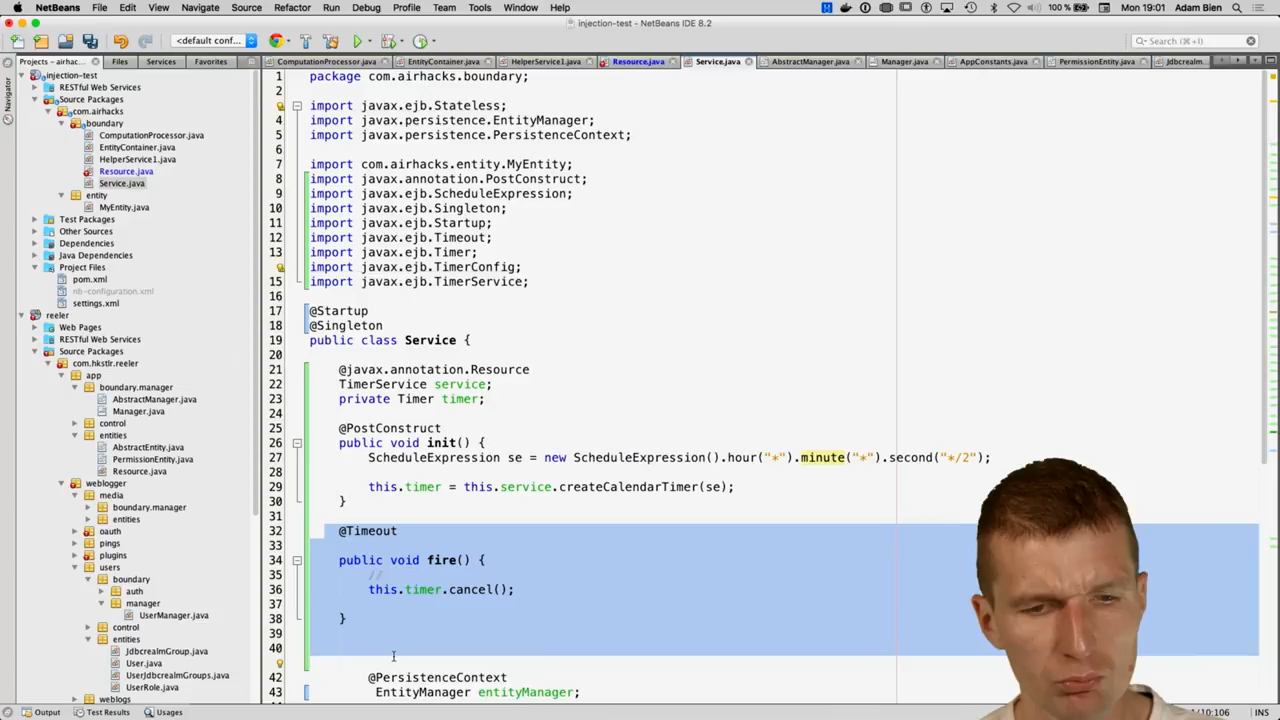 NetBeans File Edit View Navigate Source Refactor Run Debug Profile Team Tools Window Help 100 % Mon 19:01 Adam Bien
injection-test - NetBeans IDE 8.2
<default conf... Search (⌘+I)
Projects - airhac... Files Services Favorites ComputationProcessor.java EntityContainer.java HelperService1.java Resource.java Service.java AbstractManager.java Manager.java AppConstants.java PermissionEntity.java Jdbcrealm...
Navigator
injection-test
RESTful Web Services
Source Packages
com.airhacks
boundary
ComputationProcessor.java
EntityContainer.java
HelperService1.java
Resource.java
Service.java
entity
MyEntity.java
Test Packages
Other Sources
Dependencies
Java Dependencies
Project Files
pom.xml
nb-configuration.xml
settings.xml
reeler
Web Pages
RESTful Web Services
Source Packages
com.hkstlr.reeler
app
boundary.manager
AbstractManager.java
Manager.java
control
entities
AbstractEntity.java
PermissionEntity.java
Resource.java
weblogger
media
boundary.manager
entities
oauth
pings
plugins
users
boundary
auth
manager
UserManager.java
control
entities
JdbcrealmGroup.java
User.java
UserJdbcrealmGroups.java
UserRole.java
weblogs
1 package com.airhacks.boundary;
2
import javax.ejb.Stateless;
4 import javax.persistence.EntityManager;
5 import javax.persistence.PersistenceContext;
6
7 import com.airhacks.entity.MyEntity;
8 import javax.annotation.PostConstruct;
9 import javax.ejb.ScheduleExpression;
10 import javax.ejb.Singleton;
11 import javax.ejb.Startup;
12 import javax.ejb.Timeout;
13 import javax.ejb.Timer;
import javax.ejb.TimerConfig;
15 import javax.ejb.TimerService;
16
17 @Startup
18 @Singleton
19 public class Service {
20
21 @javax.annotation.Resource
22 TimerService service;
23 private Timer timer;
24
25 @PostConstruct
26 public void init() {
27 ScheduleExpression se = new ScheduleExpression().hour("*").minute("*").second("*/2");
28
29 this.timer = this.service.createCalendarTimer(se);
30 }
31
32 @Timeout
33
34 public void fire() {
35 //
36 this.timer.cancel();
37
38 }
39
40
42 @PersistenceContext
43 EntityManager entityManager;
Output Test Results Usages 1/10:106 INS